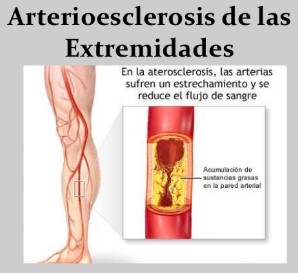 Arterioesclerosis de las
Extremidades
En la aterosclerosis, las arterias
sufren un estrechamiento y se
reduce el flujo de sangre
Acumulación de
sustancias grasas
en la pared arterial